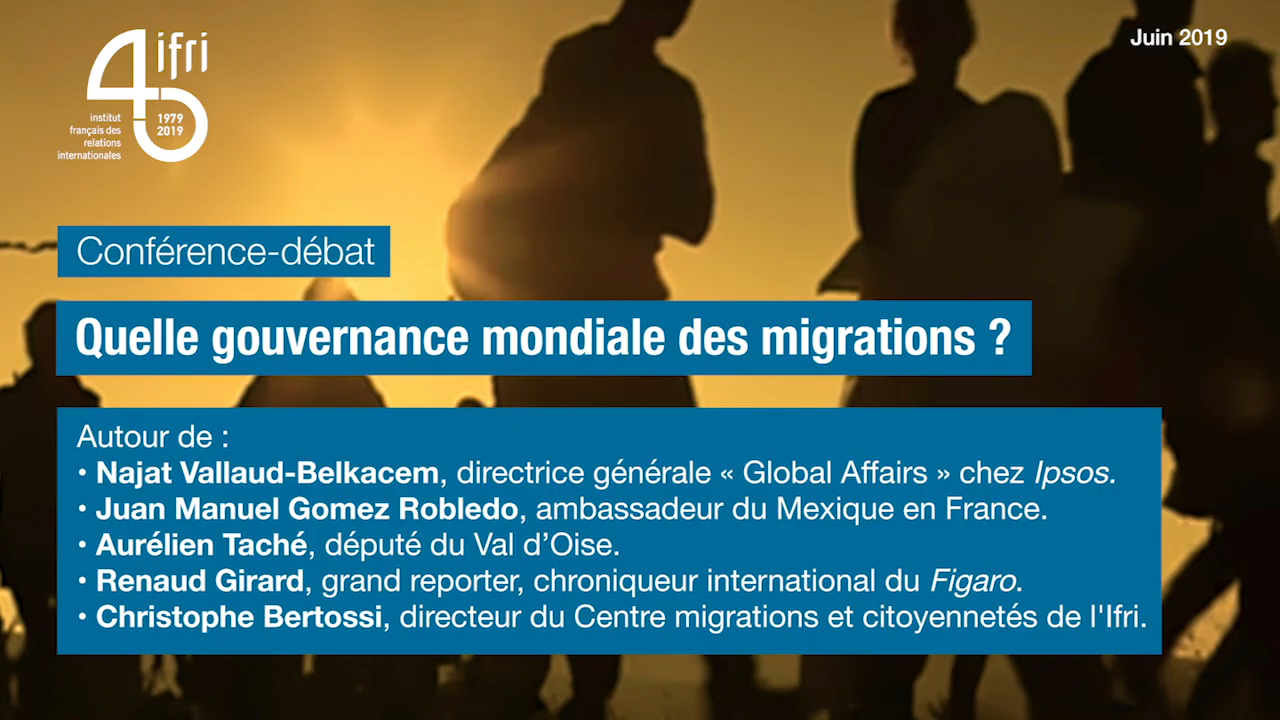 ifri
40
institut
français des
relations
internationales
1979
2019
Juin 2019
Conférence-débat
Quelle gouvernance mondiale des migrations ?
Autour de :
• Najat Vallaud-Belkacem, directrice générale « Global Affairs » chez Ipsos.
• Juan Manuel Gomez Robledo, ambassadeur du Mexique en France.
• Aurélien Taché, député du Val d’Oise.
• Renaud Girard, grand reporter, chroniqueur international du Figaro.
• Christophe Bertossi, directeur du Centre migrations et citoyennetés de l'Ifri.